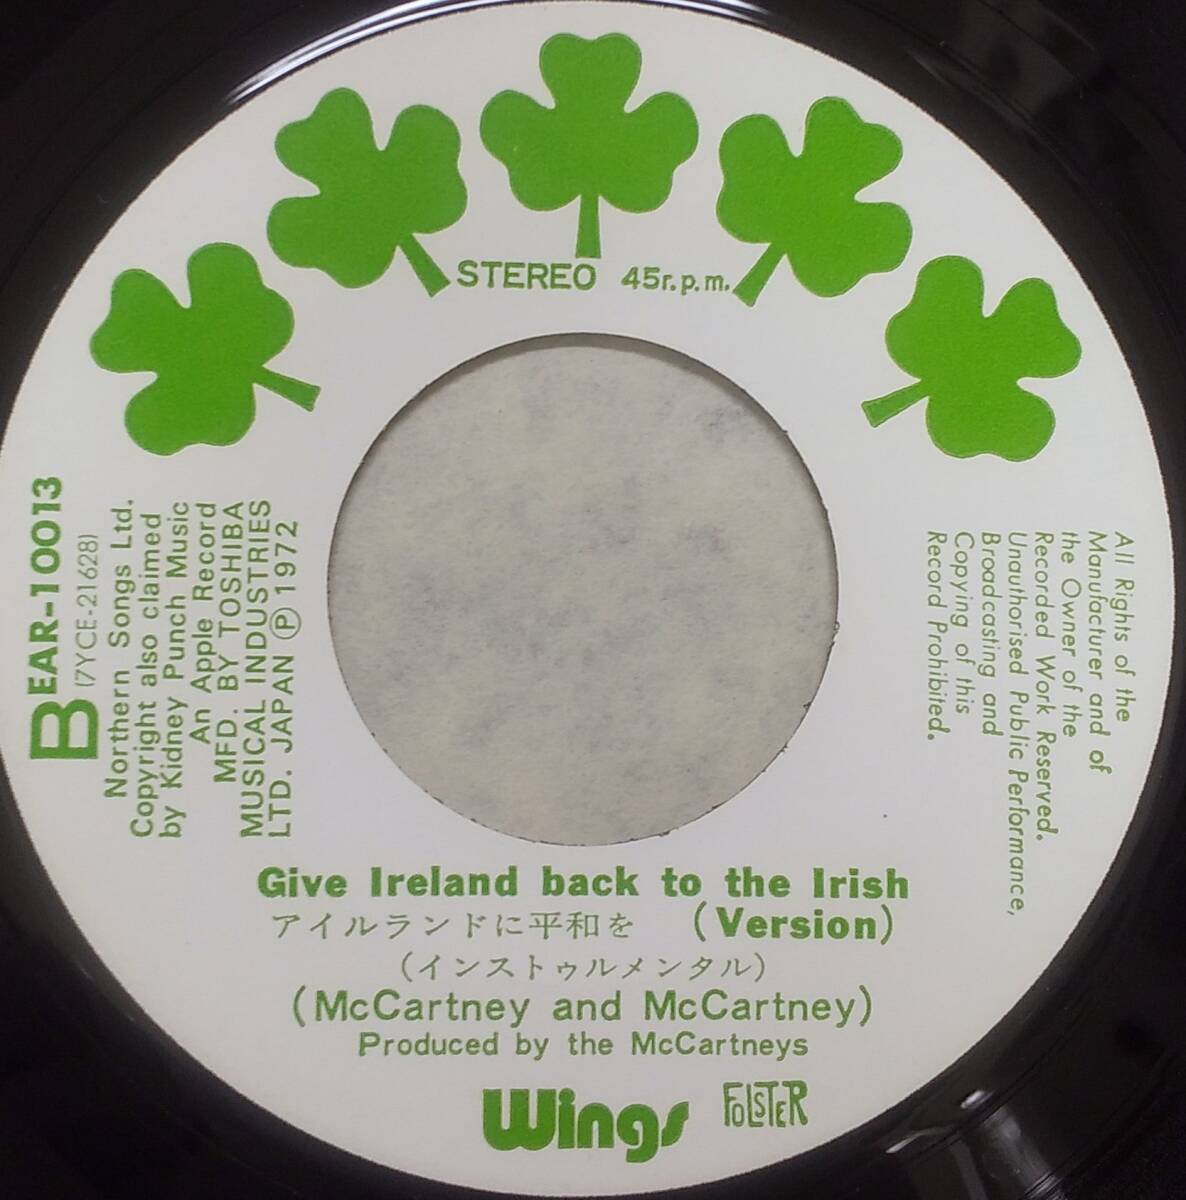 STEREO 45r.p.m.
BEAR-10013
(7YCE-21628)
Northern Songs Ltd.
Copyright also claimed
by Kidney Punch Music
An Apple Record
MFD. BY TOSHIBA
MUSICAL INDUSTRIES
LTD. JAPAN Ⓟ 1972
All Rights of the
Manufacturer and of
the Owner of the
Recorded Work Reserved.
Unauthorised Public Performance,
Broadcasting and
Copying of this
Record Prohibited.
Give Ireland back to the Irish
アイルランドに平和を (Version)
(インストゥルメンタル)
(McCartney and McCartney)
Produced by the McCartneys
Wings FOLSTER